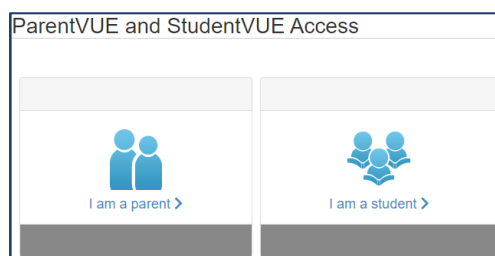 ParentVUE and StudentVUE Access
I am a parent >
I am a student >